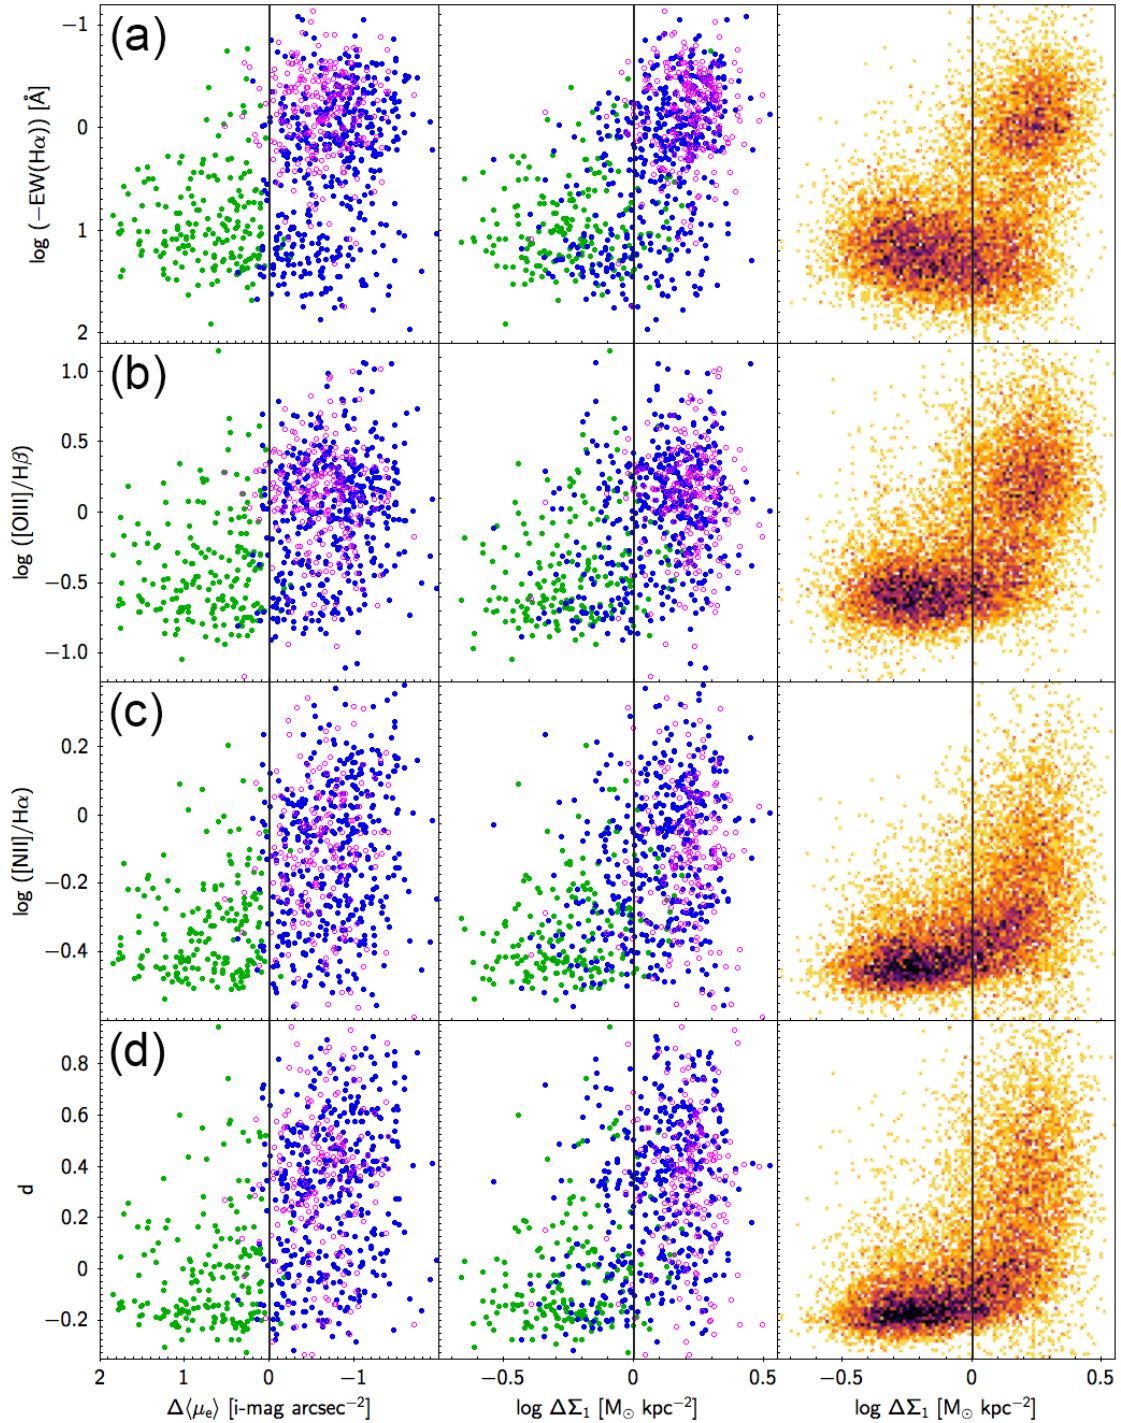 (a)
−1
0
1
2
log (−EW(Hα)) [Å]
(b)
1.0
0.5
0
−0.5
−1.0
log ([OIII]/Hβ)
(c)
0.2
0
−0.2
−0.4
log ([NII]/Hα)
(d)
0.8
0.6
0.4
0.2
0
−0.2
d
2 1 0 −1
−0.5 0 0.5
−0.5 0 0.5
Δ⟨μe⟩ [i-mag arcsec−2]
log ΔΣ1 [M⊙ kpc−2]
log ΔΣ1 [M⊙ kpc−2]